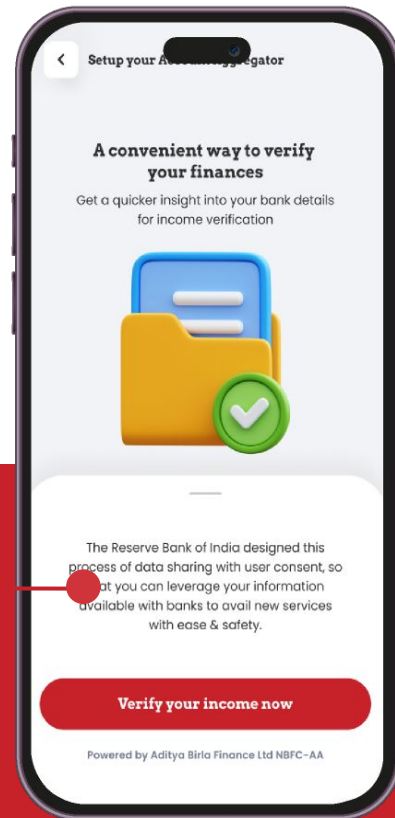 Setup your Account Aggregator
A convenient way to verify
your finances
Get a quicker insight into your bank details
for income verification
The Reserve Bank of India designed this
process of data sharing with user consent, so
that you can leverage your information
available with banks to avail new services
with ease & safety.
Verify your income now
Powered by Aditya Birla Finance Ltd NBFC-AA